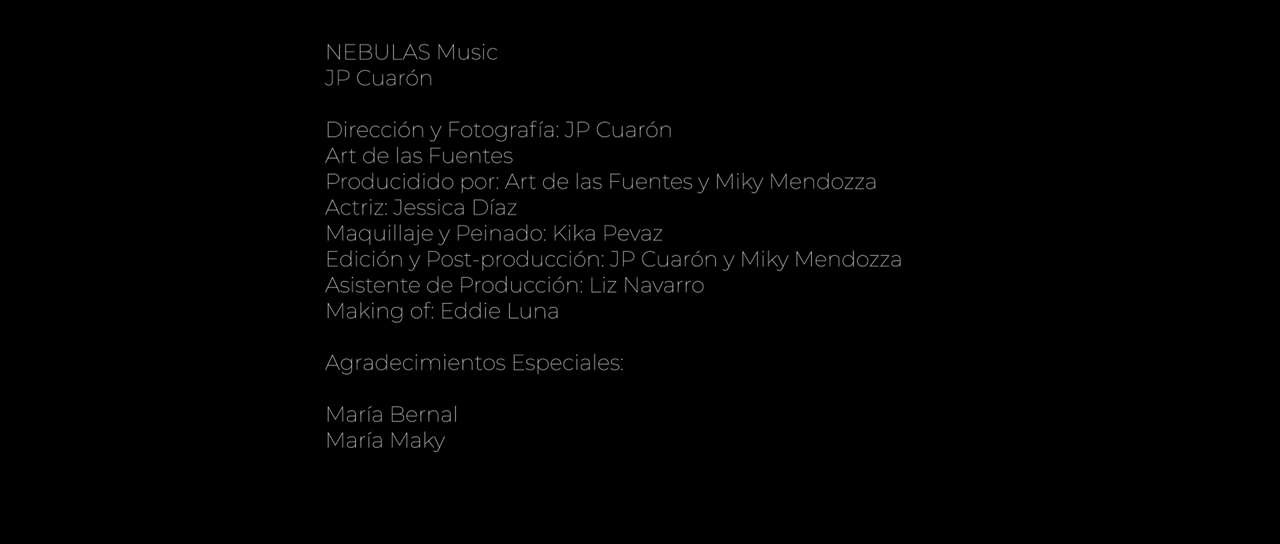 NEBULAS Music
JP Cuarón
Dirección y Fotografía: JP Cuarón
Art de las Fuentes
Producidido por: Art de las Fuentes y Miky Mendozza
Actriz: Jessica Díaz
Maquillaje y Peinado: Kika Pevaz
Edición y Post-producción: JP Cuarón y Miky Mendozza
Asistente de Producción: Liz Navarro
Making of: Eddie Luna
Agradecimientos Especiales:
María Bernal
María Maky